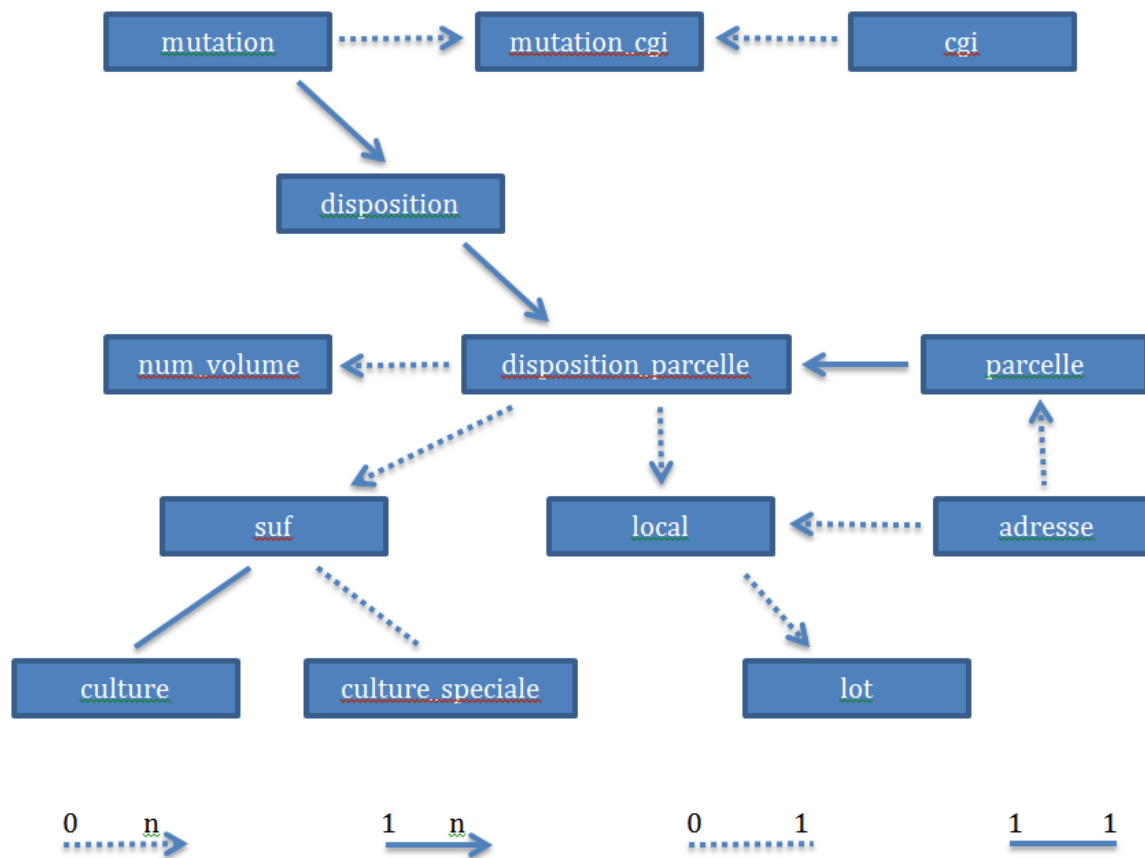 mutation
mutation_cgi
cgi
disposition
num_volume
disposition_parcelle
parcelle
suf
local
adresse
culture
culture_speciale
lot
0 n
1 n
0 1
1 1